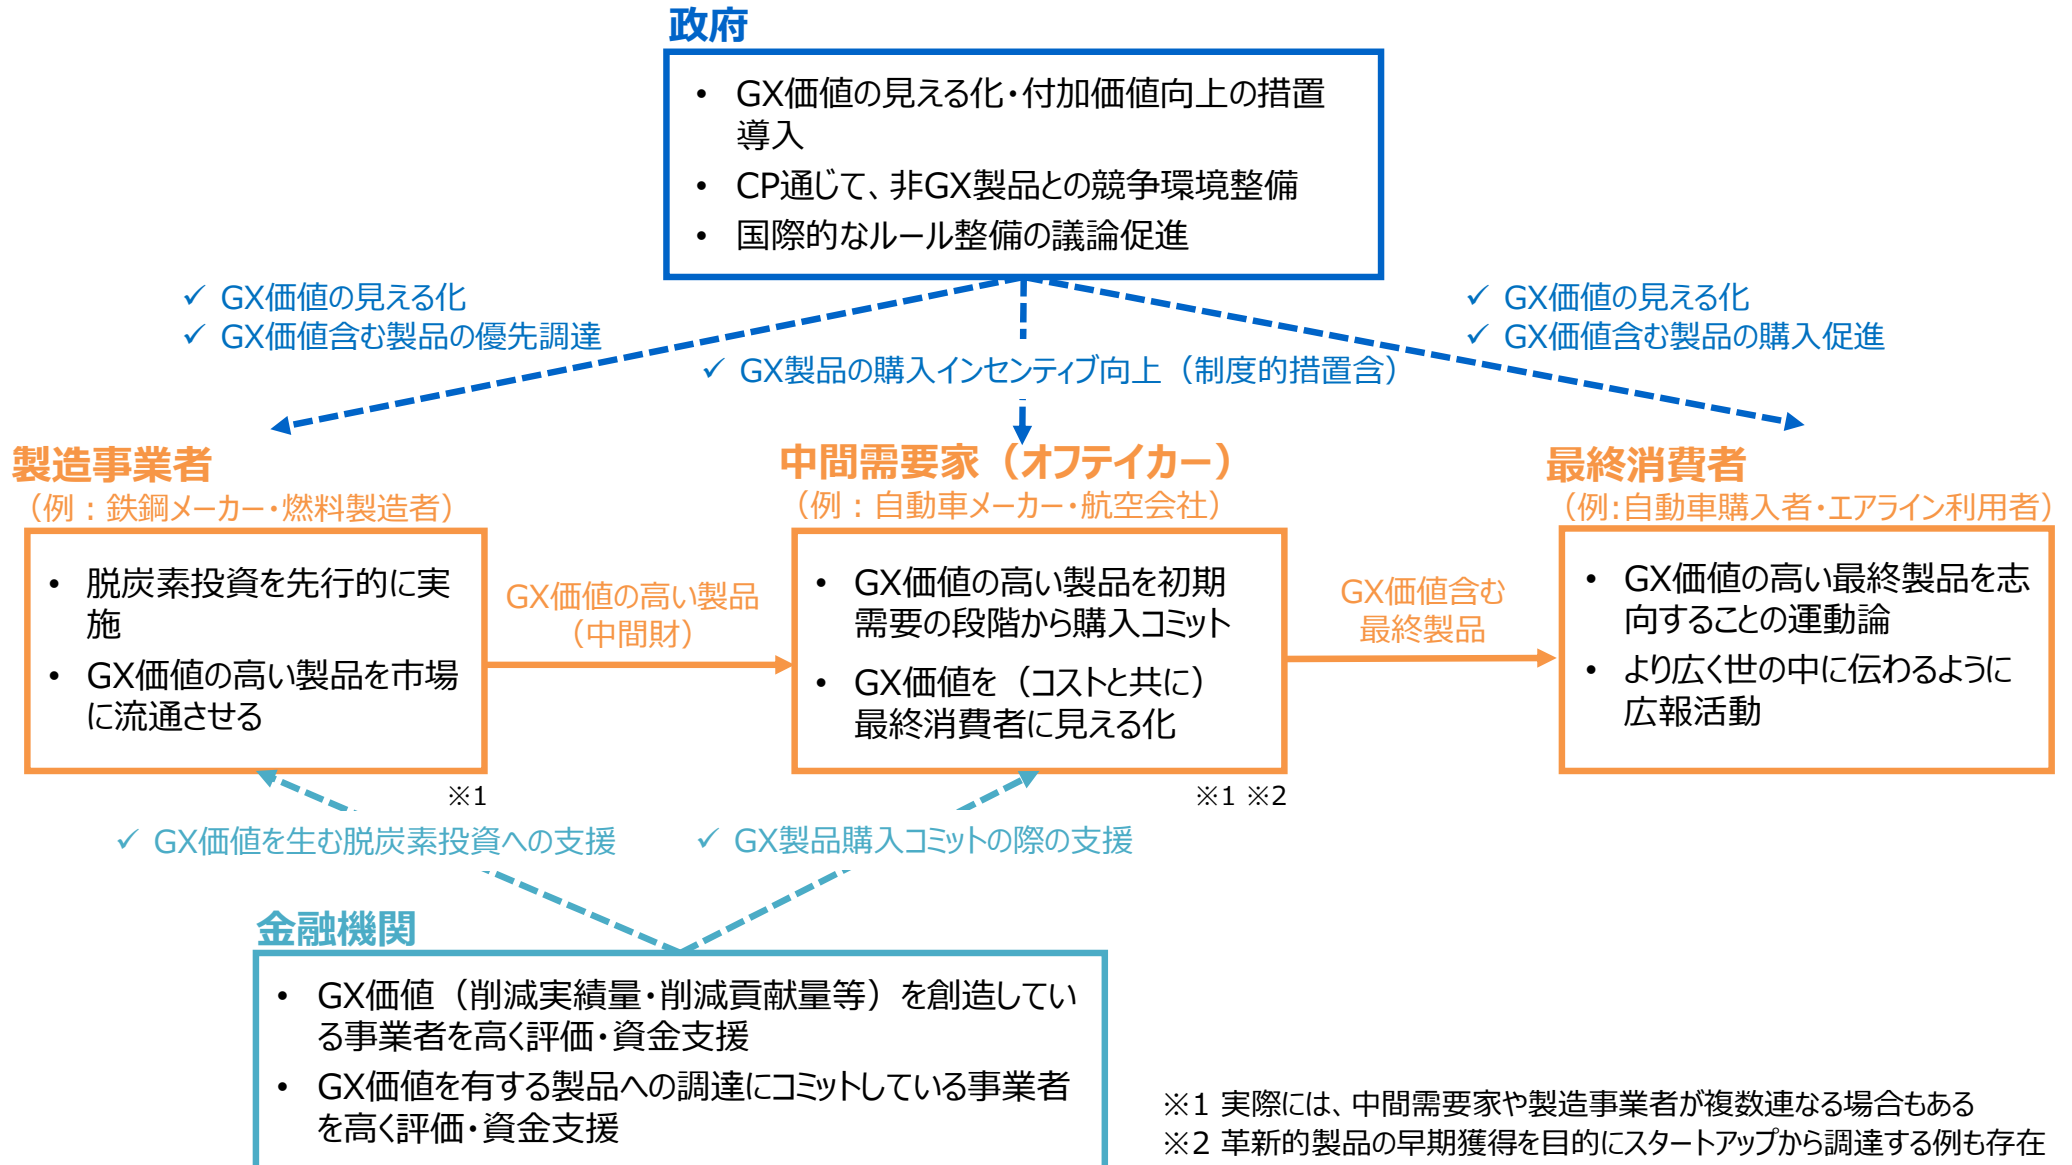 政府
• GX価値の見える化・付加価値向上の措置
導入
• CP通じて、非GX製品との競争環境整備
• 国際的なルール整備の議論促進
✓ GX価値の見える化
✓ GX価値含む製品の優先調達
✓ GX製品の購入インセンティブ向上（制度的措置含）
✓ GX価値の見える化
✓ GX価値含む製品の購入促進
製造事業者
（例：鉄鋼メーカー・燃料製造者）
• 脱炭素投資を先行的に実
施
• GX価値の高い製品を市場
に流通させる
※1
GX価値の高い製品
（中間財）
中間需要家（オフテイカー）
（例：自動車メーカー・航空会社）
• GX価値の高い製品を初期
需要の段階から購入コミット
• GX価値を（コストと共に）
最終消費者に見える化
※1 ※2
GX価値含む
最終製品
最終消費者
（例:自動車購入者・エアライン利用者）
• GX価値の高い最終製品を志
向することの運動論
• より広く世の中に伝わるように
広報活動
✓ GX価値を生む脱炭素投資への支援
✓ GX製品購入コミットの際の支援
金融機関
• GX価値（削減実績量・削減貢献量等）を創造してい
る事業者を高く評価・資金支援
• GX価値を有する製品への調達にコミットしている事業者
を高く評価・資金支援
※1 実際には、中間需要家や製造事業者が複数連なる場合もある
※2 革新的製品の早期獲得を目的にスタートアップから調達する例も存在